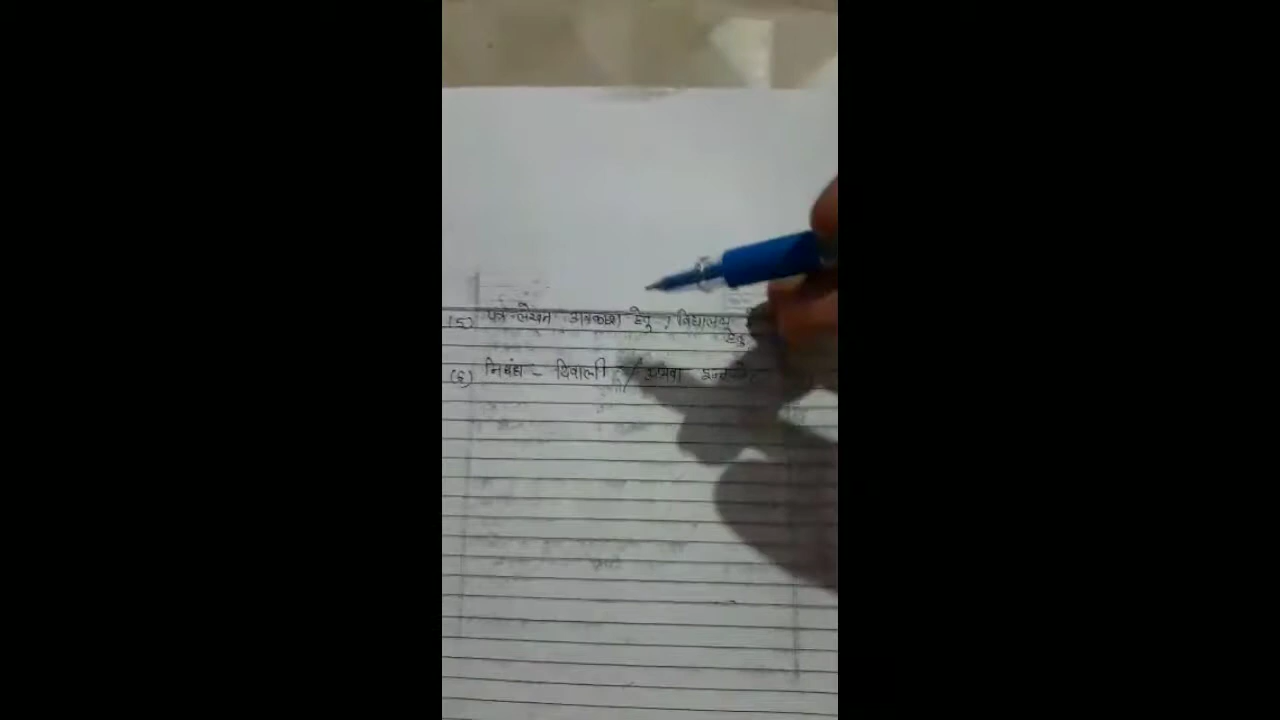 (5) पत्र-लेखन अवकाश हेतु, विद्यालय
हेतु
(6) निबंध - दिवाली / अथवा